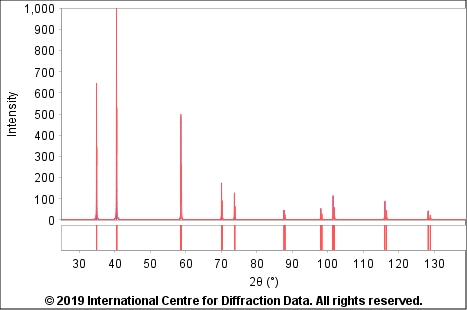 1,000
900
800
700
600
500
400
300
200
100
0
Intensity
30 40 50 60 70 80 90 100 110 120 130
2θ (°)
© 2019 International Centre for Diffraction Data. All rights reserved.